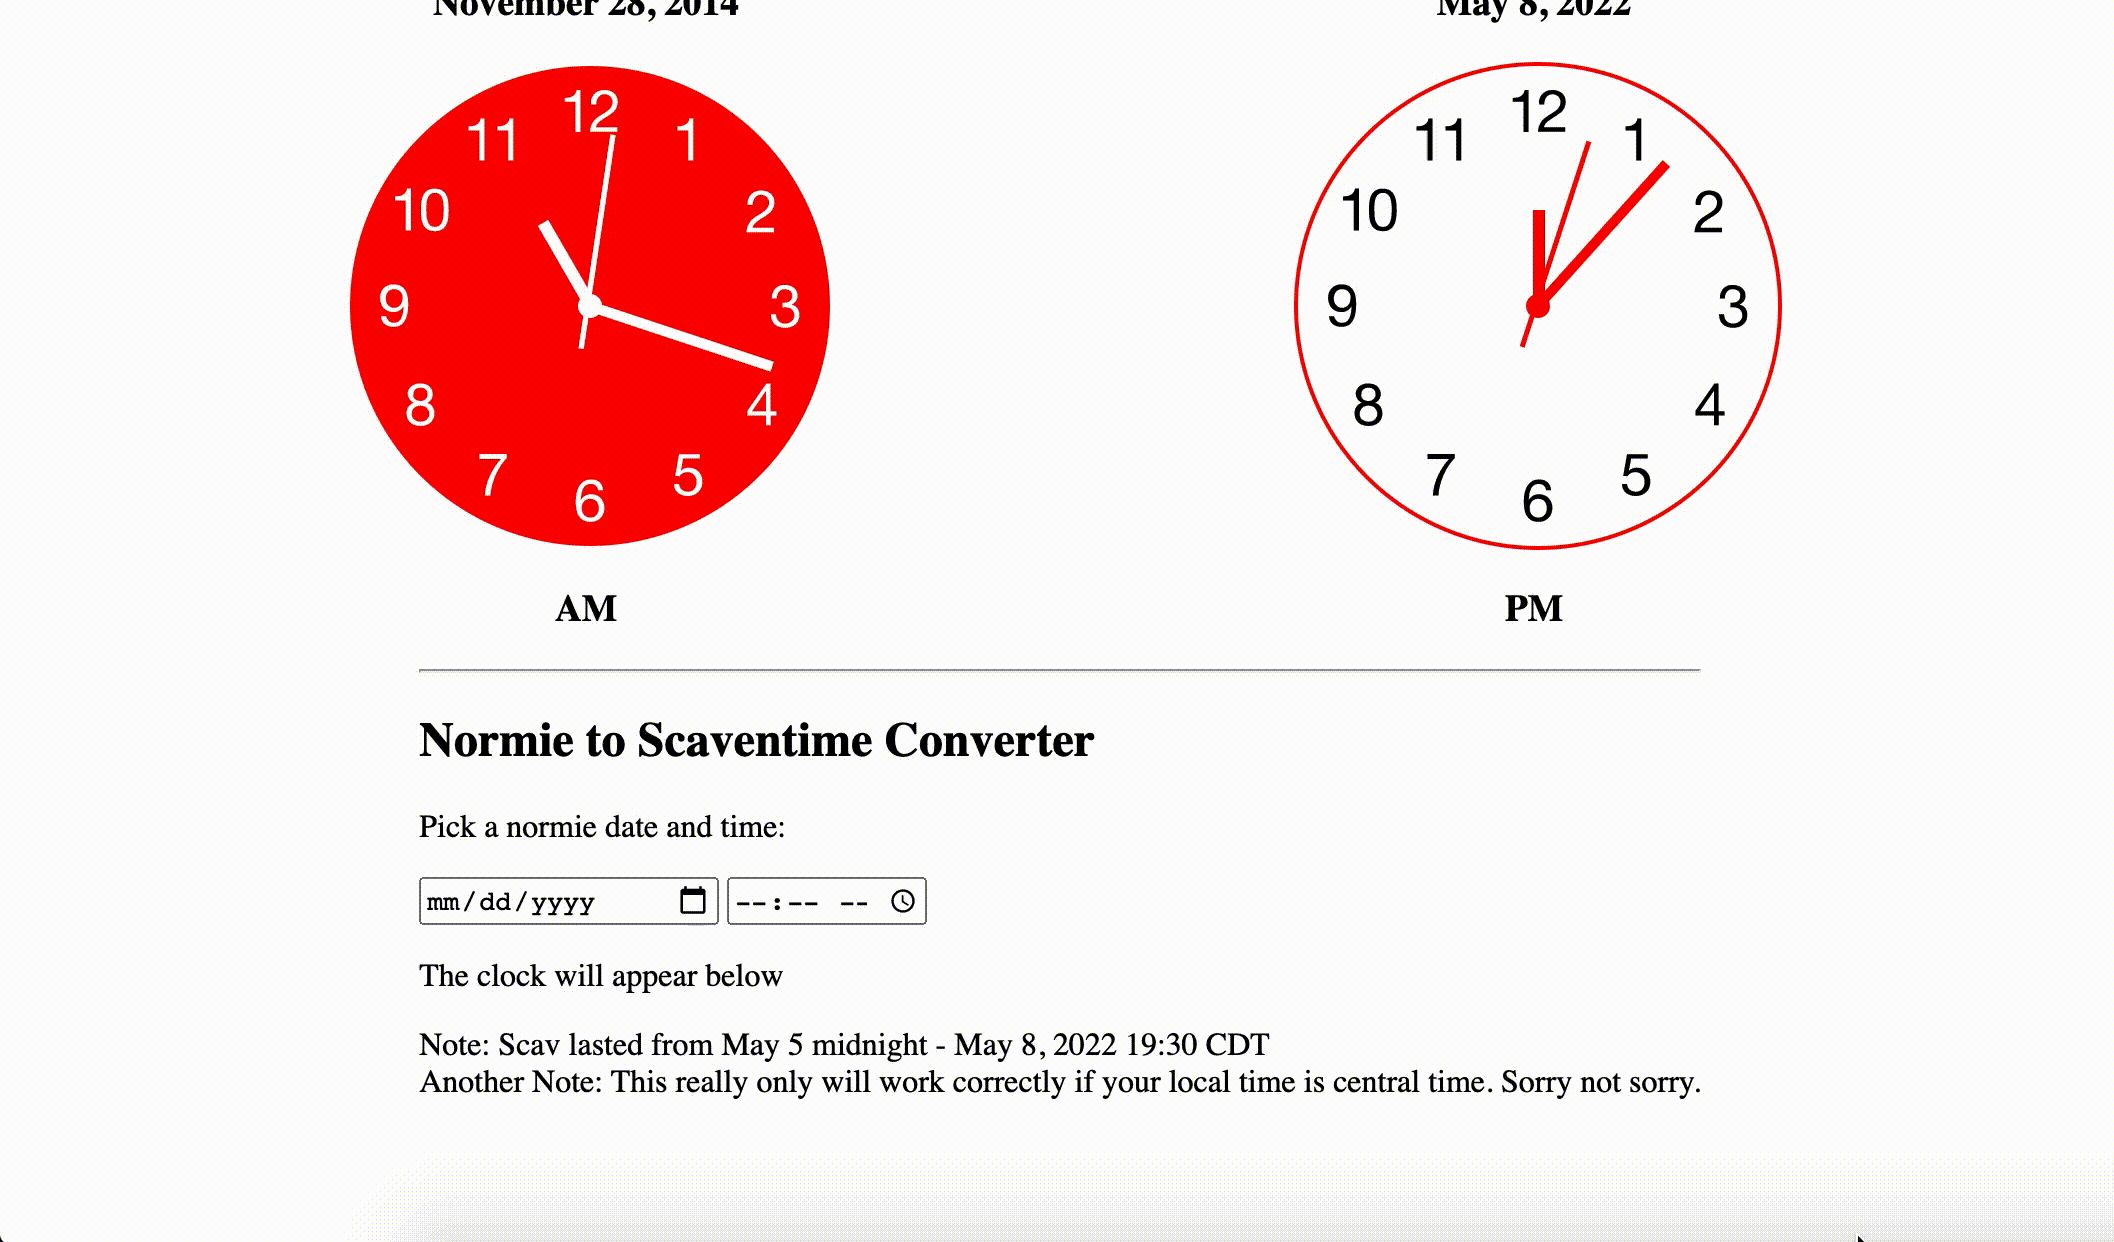 November 28, 2014
May 8, 2022
12
11 1
10 2
9 3
8 4
7 5
6
12
11 1
10 2
9 3
8 4
7 5
6
AM
PM
Normie to Scaventime Converter
Pick a normie date and time:
mm/dd/yyyy --:-- --
The clock will appear below
Note: Scav lasted from May 5 midnight - May 8, 2022 19:30 CDT
Another Note: This really only will work correctly if your local time is central time. Sorry not sorry.